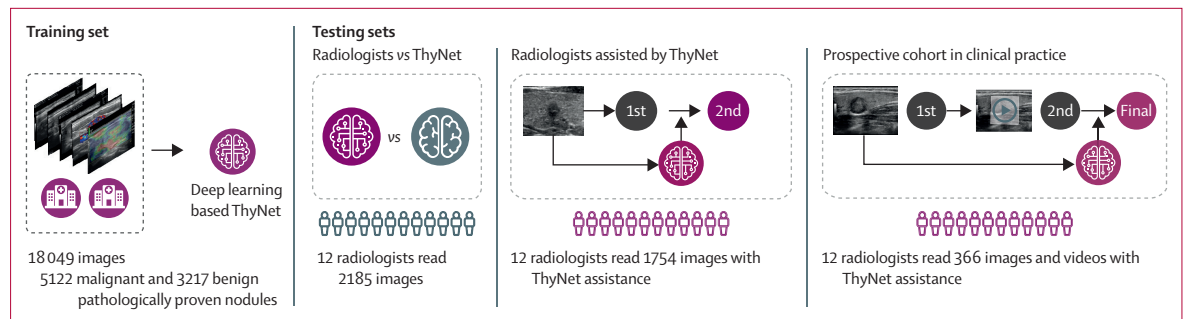 Training set
Deep learning
based ThyNet
18 049 images
5122 malignant and 3217 benign
pathologically proven nodules
Testing sets
Radiologists vs ThyNet
vs
12 radiologists read
2185 images
Radiologists assisted by ThyNet
1st
2nd
12 radiologists read 1754 images with
ThyNet assistance
Prospective cohort in clinical practice
1st
2nd
Final
12 radiologists read 366 images and videos with
ThyNet assistance